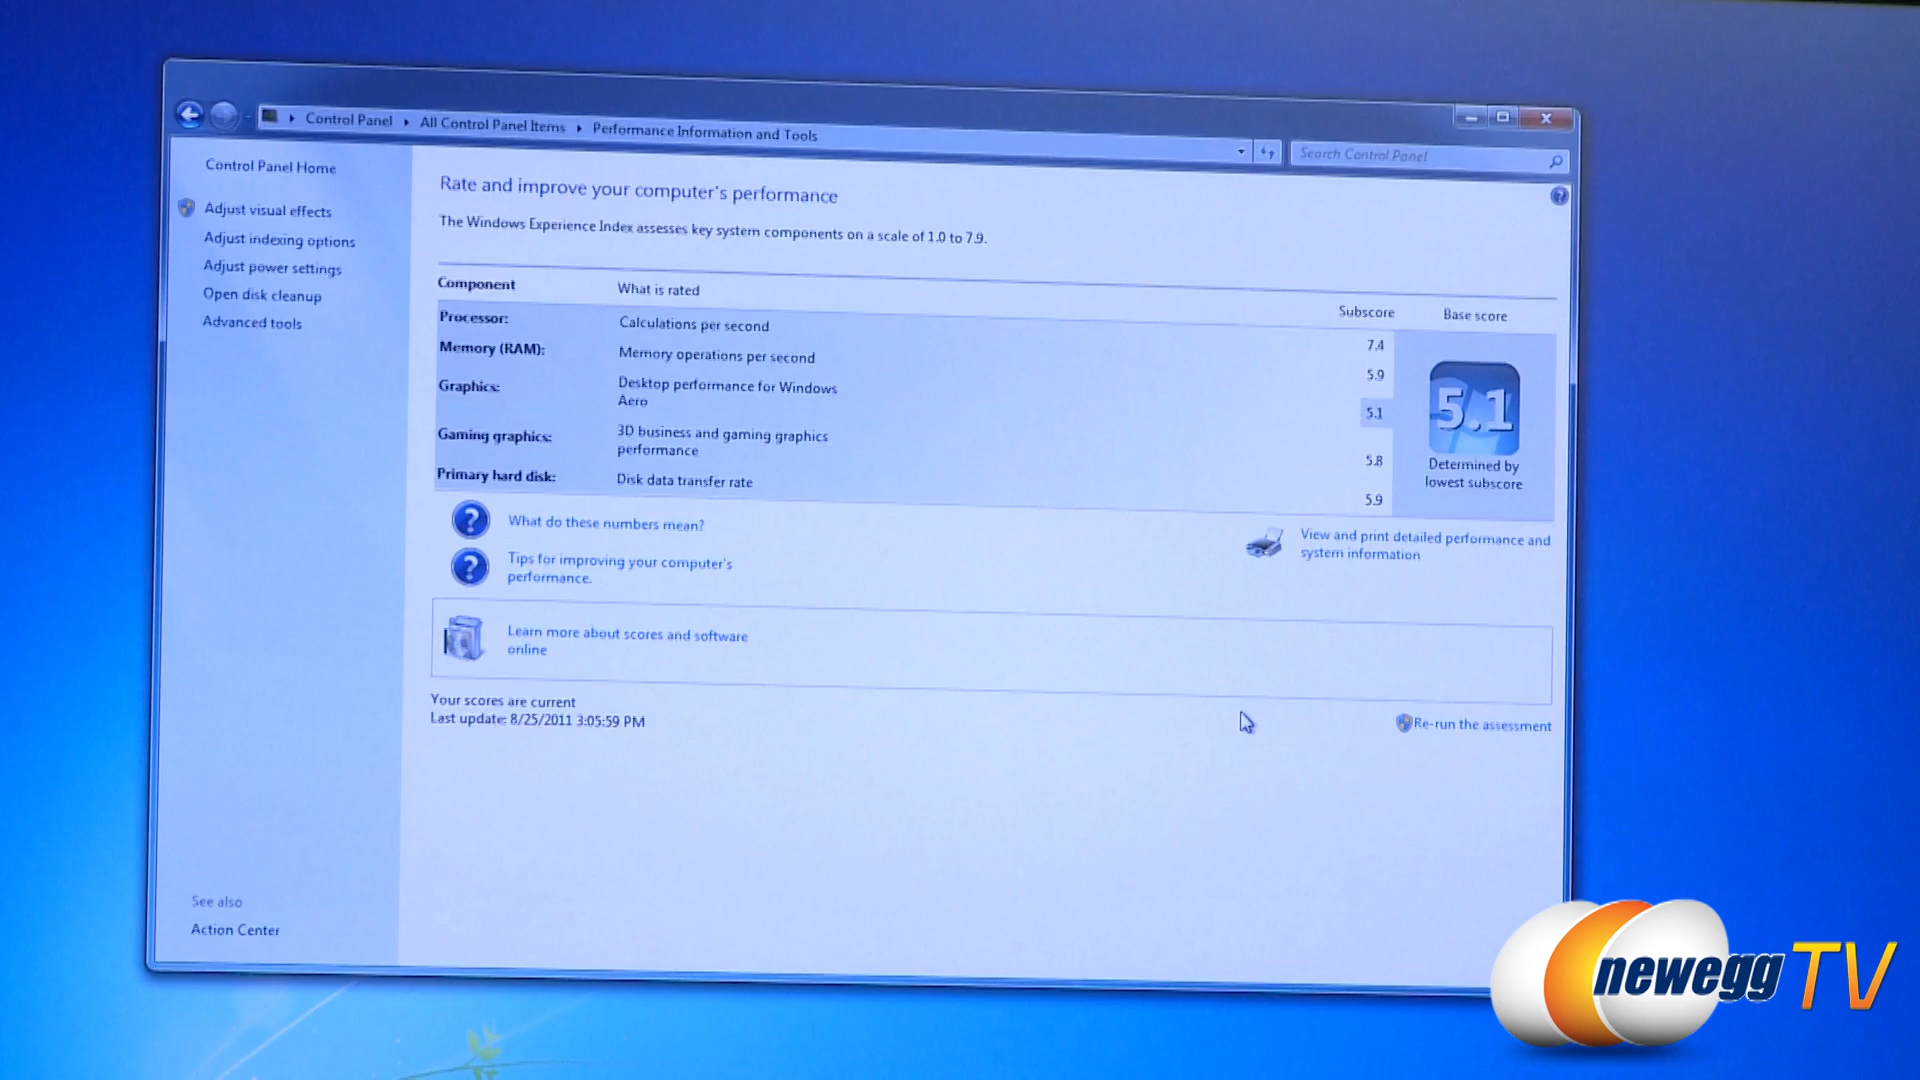 Control Panel ▸ All Control Panel Items ▸ Performance Information and Tools
Search Control Panel
Control Panel Home
Adjust visual effects
Adjust indexing options
Adjust power settings
Open disk cleanup
Advanced tools
See also
Action Center
Rate and improve your computer's performance
The Windows Experience Index assesses key system components on a scale of 1.0 to 7.9.
Component What is rated Subscore Base score
Processor: Calculations per second 7.4
Memory (RAM): Memory operations per second 5.9
Graphics: Desktop performance for Windows
Aero 5.1
Gaming graphics: 3D business and gaming graphics
performance 5.8
Primary hard disk: Disk data transfer rate 5.9
5.1
Determined by
lowest subscore
What do these numbers mean?
Tips for improving your computer's
performance.
View and print detailed performance and
system information
Learn more about scores and software
online
Your scores are current
Last update: 8/25/2011 3:05:59 PM
Re-run the assessment
newegg TV